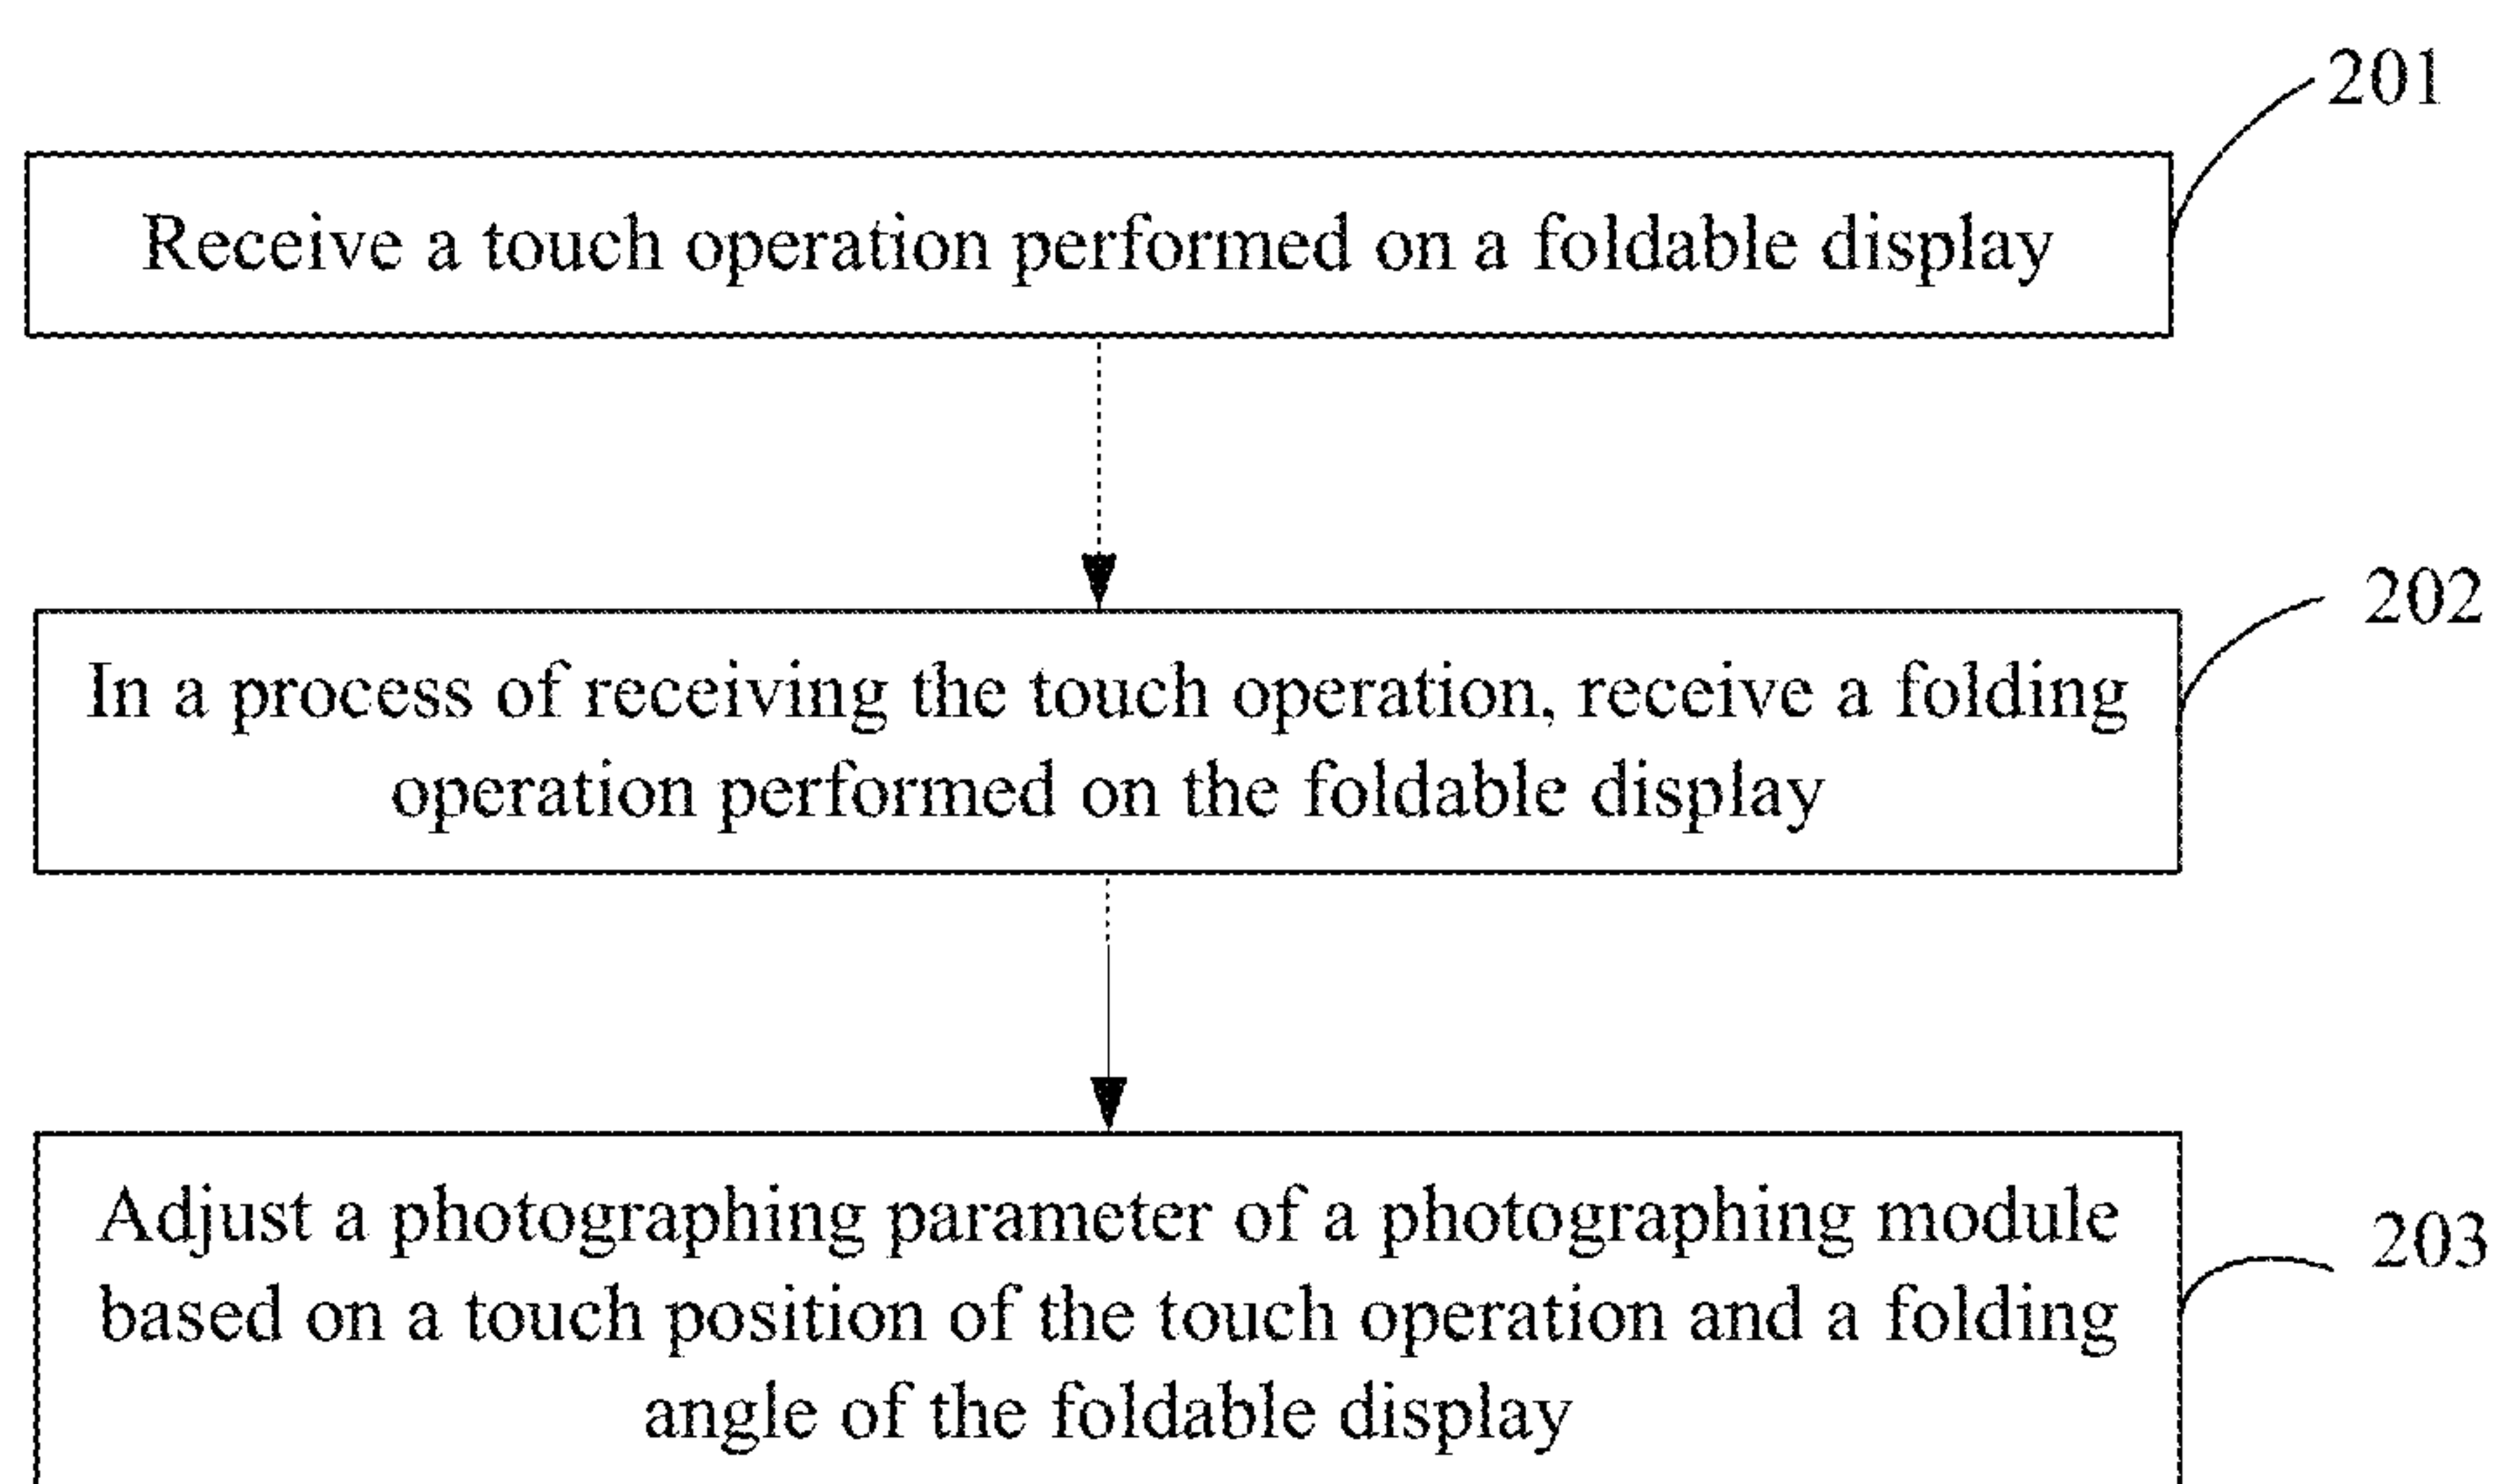 201
Receive a touch operation performed on a foldable display
202
In a process of receiving the touch operation, receive a folding
operation performed on the foldable display
203
Adjust a photographing parameter of a photographing module
based on a touch position of the touch operation and a folding
angle of the foldable display